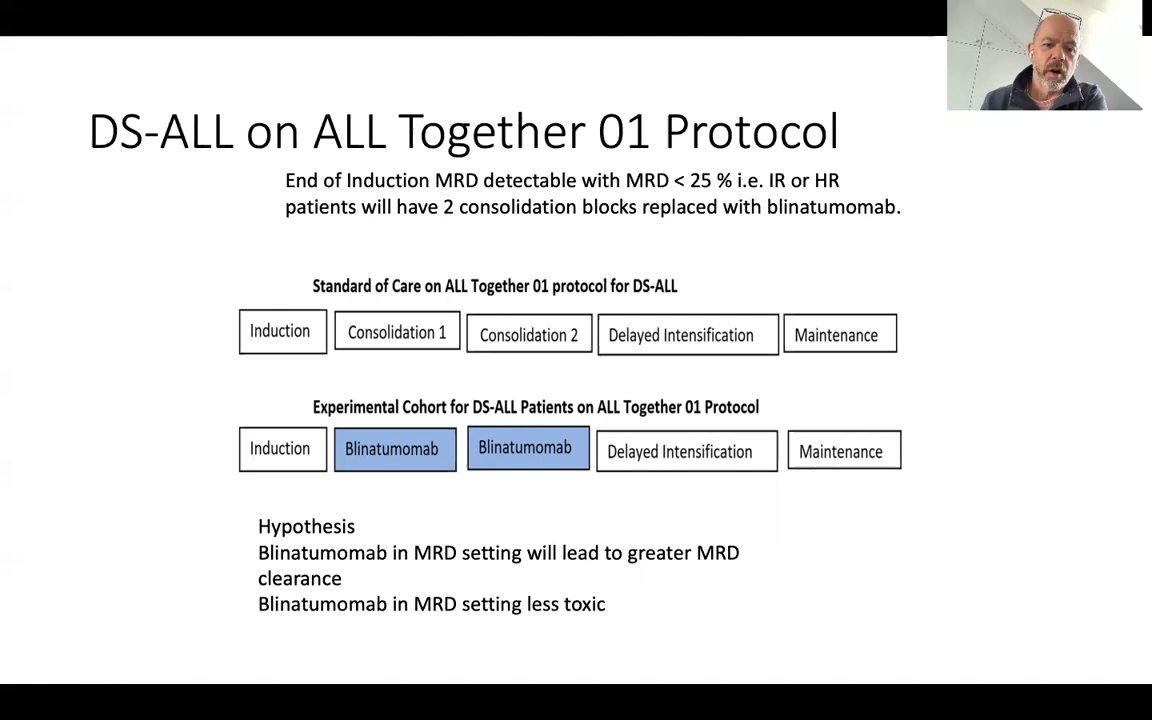 DS-ALL on ALL Together 01 Protocol
End of Induction MRD detectable with MRD < 25 % i.e. IR or HR
patients will have 2 consolidation blocks replaced with blinatumomab.
Standard of Care on ALL Together 01 protocol for DS-ALL
Induction
Consolidation 1
Consolidation 2
Delayed Intensification
Maintenance
Experimental Cohort for DS-ALL Patients on ALL Together 01 Protocol
Induction
Blinatumomab
Blinatumomab
Delayed Intensification
Maintenance
Hypothesis
Blinatumomab in MRD setting will lead to greater MRD
clearance
Blinatumomab in MRD setting less toxic